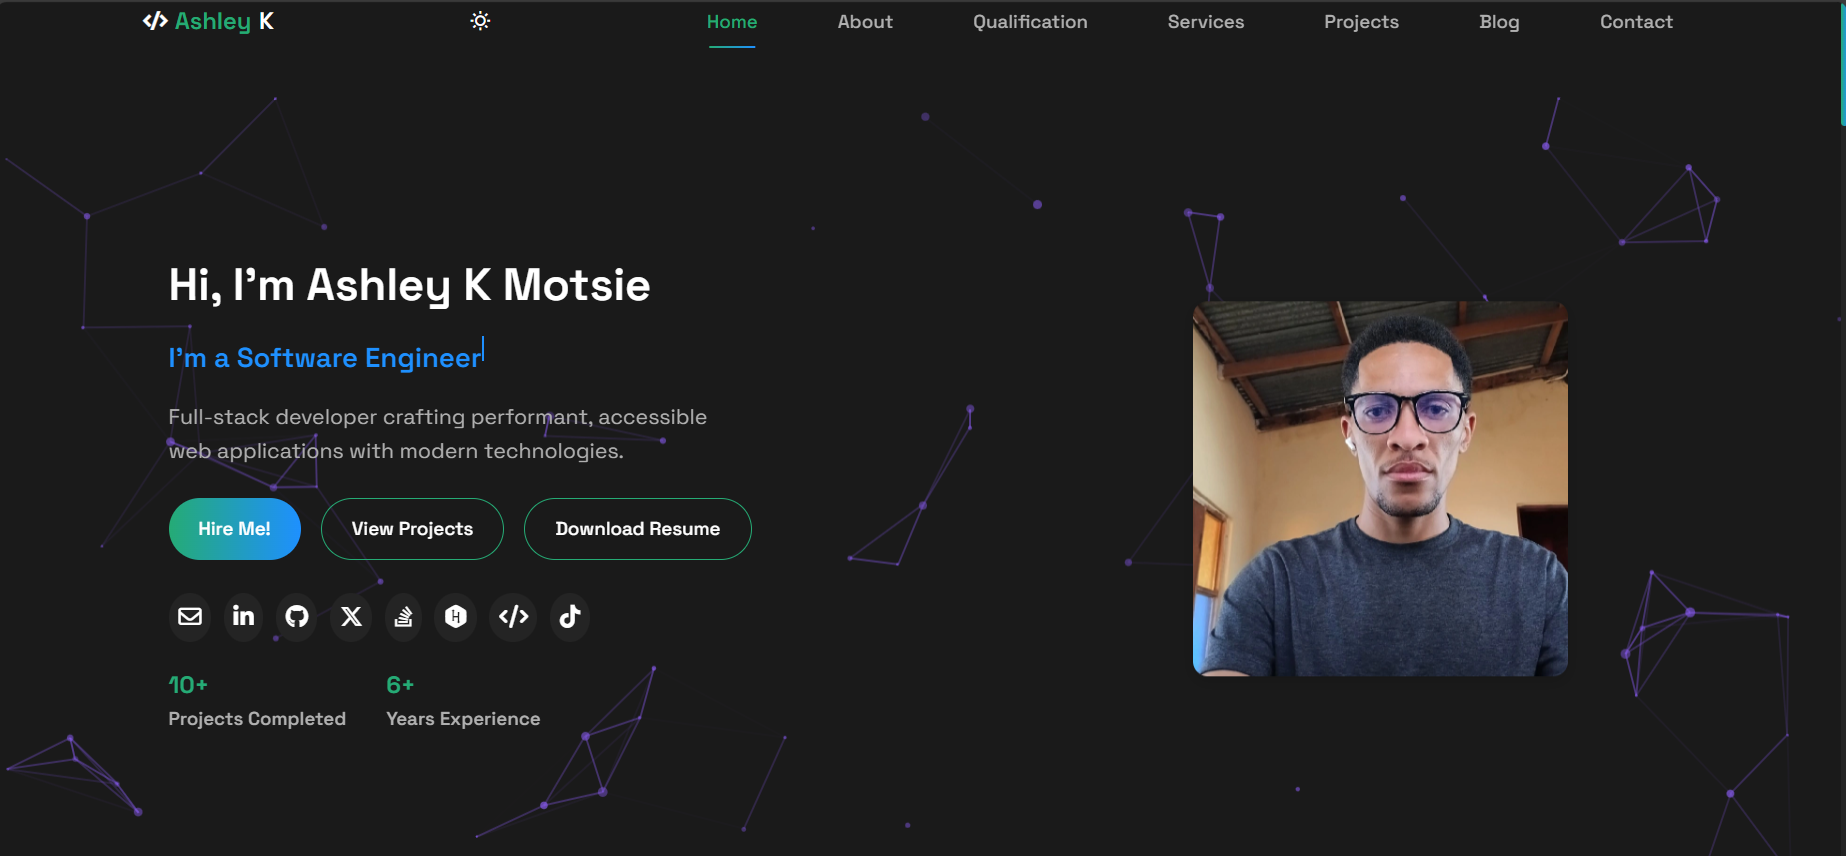 </> Ashley K
Home About Qualification Services Projects Blog Contact
Hi, I'm Ashley K Motsie
I'm a Software Engineer
Full-stack developer crafting performant, accessible
web applications with modern technologies.
Hire Me! View Projects Download Resume
10+ 6+
Projects Completed Years Experience